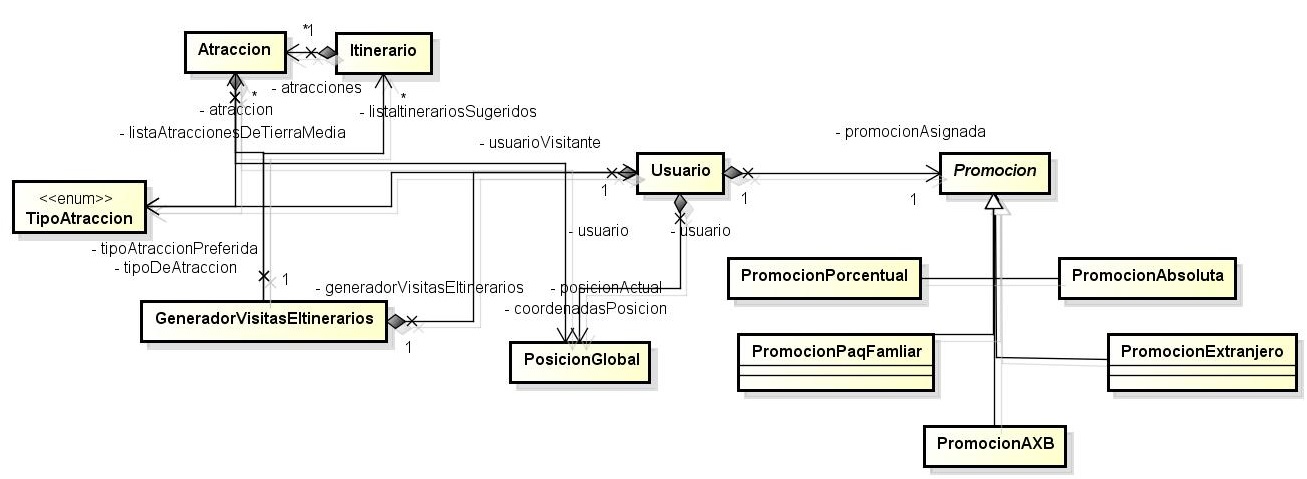 *1
Atraccion
Itinerario
- atracciones
*
*
- atraccion
- listaItinerariosSugeridos
- listaAtraccionesDeTierraMedia
- promocionAsignada
- usuarioVisitante
Usuario
Promocion
<<enum>>
TipoAtraccion
1
1
1
- usuario
- usuario
- tipoAtraccionPreferida
- tipoDeAtraccion
1
- generadorVisitasEItinerarios
- posicionActual
- coordenadasPosicion
PromocionPorcentual
PromocionAbsoluta
GeneradorVisitasEItinerarios
1
PosicionGlobal
PromocionPaqFamliar
PromocionExtranjero
PromocionAXB